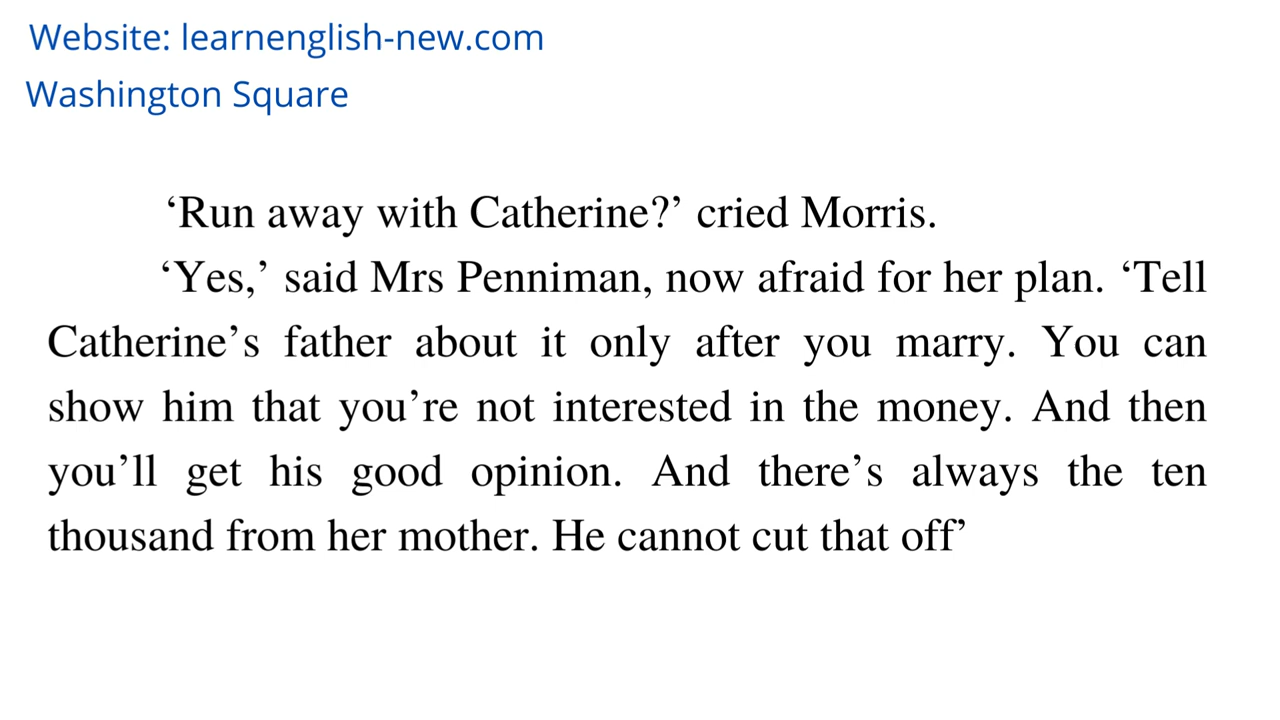 Website: learnenglish-new.com
Washington Square
‘Run away with Catherine?’ cried Morris.
‘Yes,’ said Mrs Penniman, now afraid for her plan. ‘Tell
Catherine’s father about it only after you marry. You can
show him that you’re not interested in the money. And then
you’ll get his good opinion. And there’s always the ten
thousand from her mother. He cannot cut that off’